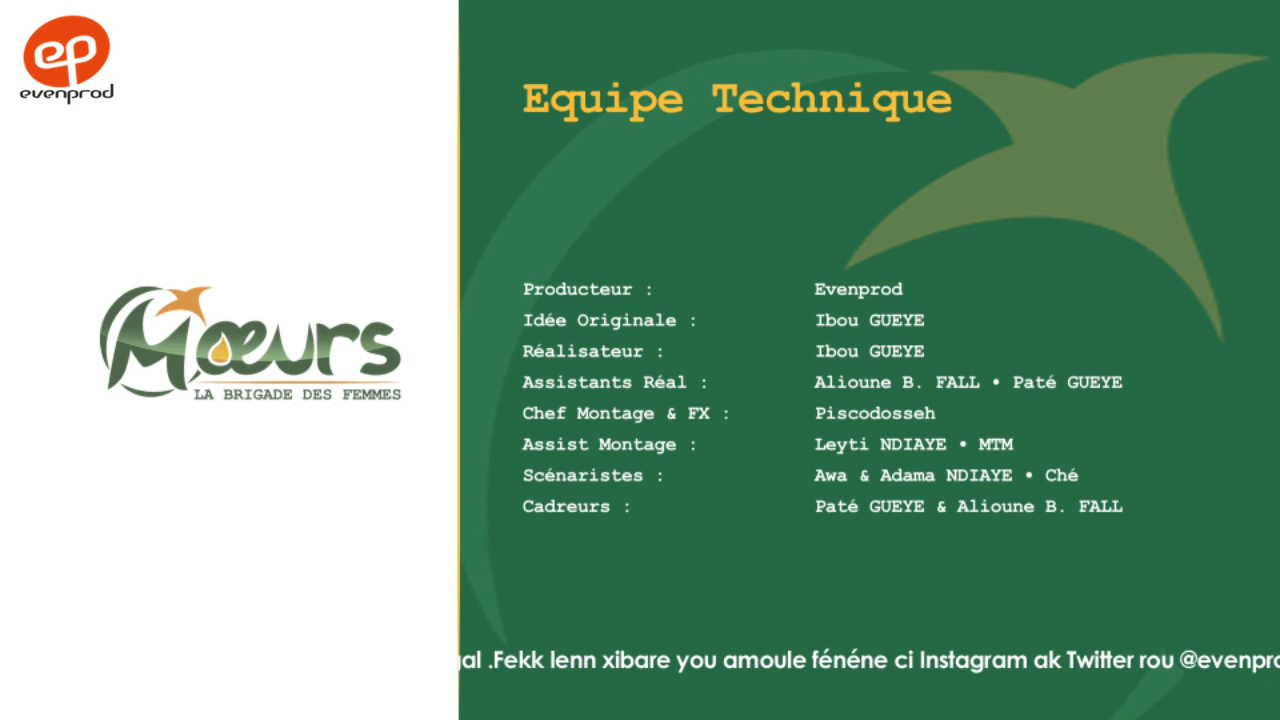 ep
evenprod
Equipe Technique
Mœurs
LA BRIGADE DES FEMMES
Producteur : Evenprod
Idée Originale : Ibou GUEYE
Réalisateur : Ibou GUEYE
Assistants Réal : Alioune B. FALL • Paté GUEYE
Chef Montage & FX : Piscodosseh
Assist Montage : Leyti NDIAYE • MTM
Scénaristes : Awa & Adama NDIAYE • Ché
Cadreurs : Paté GUEYE & Alioune B. FALL
.Fekk lenn xibare you amoule fénéne ci Instagram ak Twitter rou